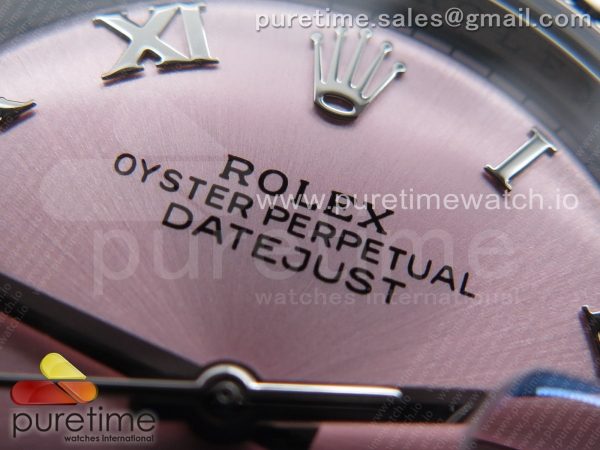 puretime.sales@gmail.com
XI
I
ROLEX
www.puretimewatch.io
OYSTER PERPETUAL
DATEJUST
puretime
watches international
puretime
watches international